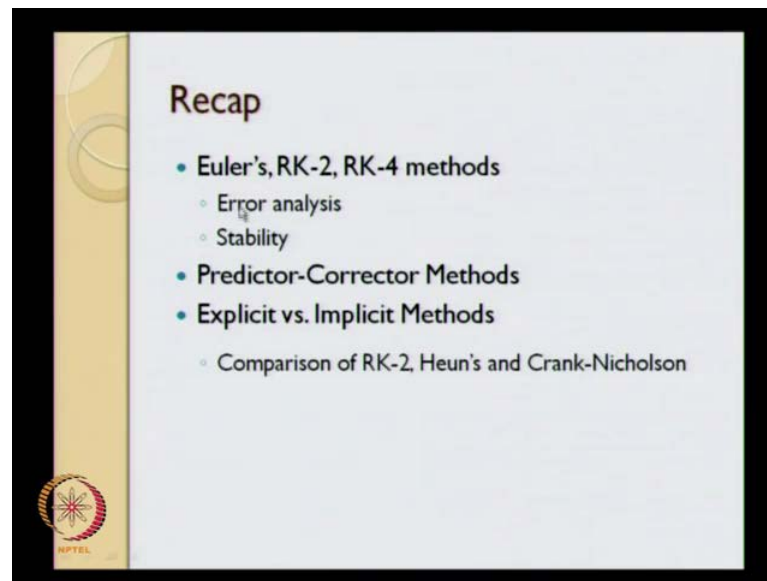 Recap
• Euler's, RK-2, RK-4 methods
◦ Error analysis
◦ Stability
• Predictor-Corrector Methods
• Explicit vs. Implicit Methods
◦ Comparison of RK-2, Heun's and Crank-Nicholson
NPTEL